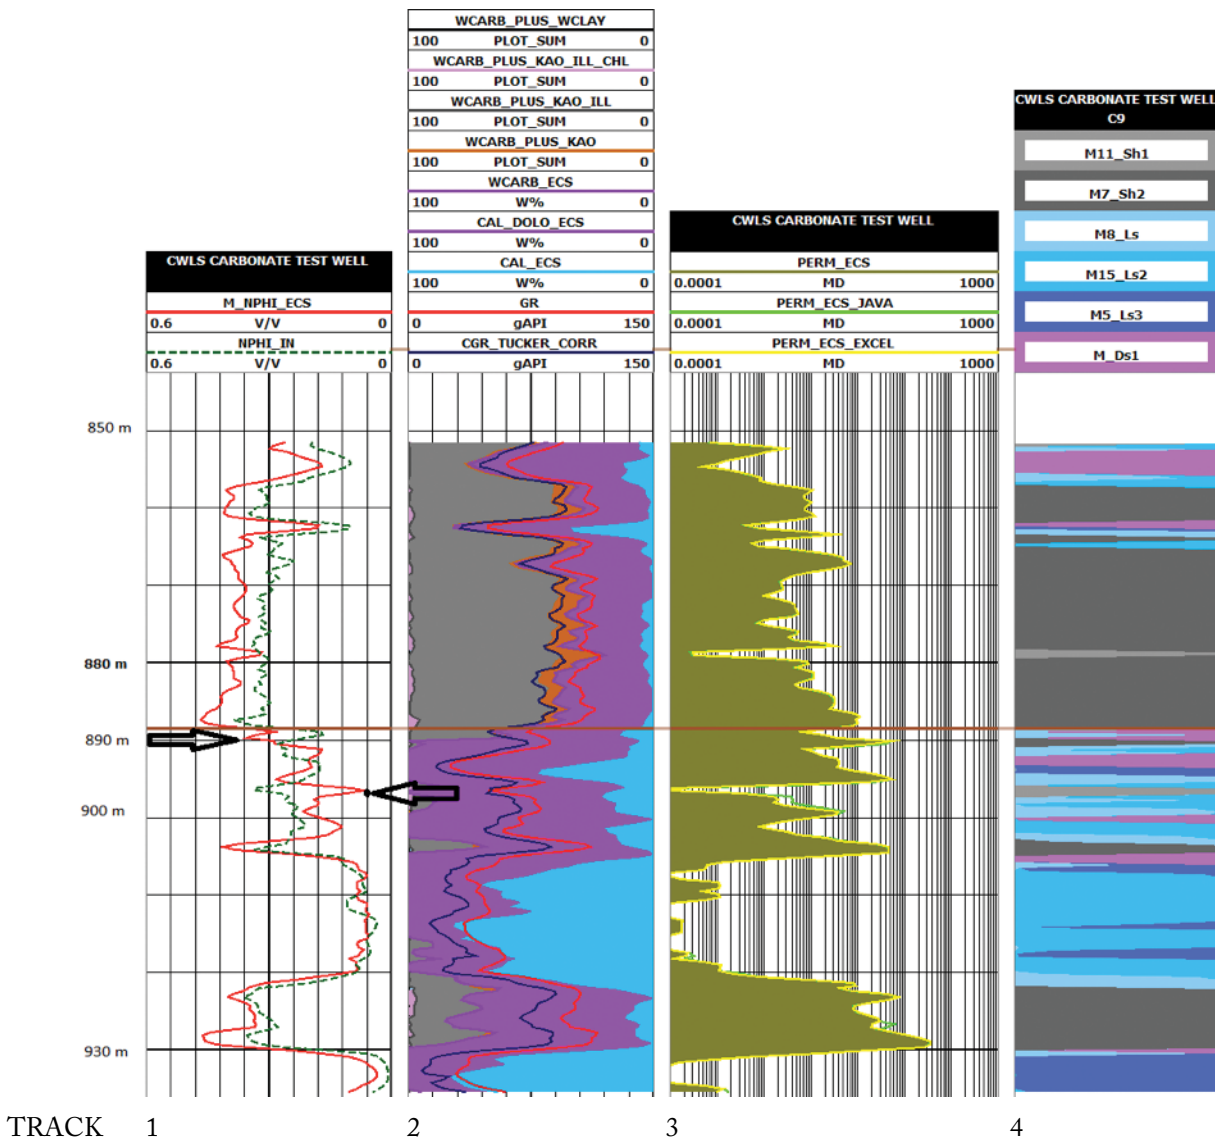 WCARB_PLUS_WCLAY
100 PLOT_SUM 0
WCARB_PLUS_KAO_ILL_CHL
100 PLOT_SUM 0
WCARB_PLUS_KAO_ILL
100 PLOT_SUM 0
WCARB_PLUS_KAO
100 PLOT_SUM 0
WCARB_ECS
100 W% 0
CAL_DOLO_ECS
100 W% 0
CAL_ECS
100 W% 0
GR
0 gAPI 150
CGR_TUCKER_CORR
0 gAPI 150
CWLS CARBONATE TEST WELL
M_NPHI_ECS
0.6 V/V 0
NPHI_IN
0.6 V/V 0
CWLS CARBONATE TEST WELL
PERM_ECS
0.0001 MD 1000
PERM_ECS_JAVA
0.0001 MD 1000
PERM_ECS_EXCEL
0.0001 MD 1000
CWLS CARBONATE TEST WELL
C9
M11_Sh1
M7_Sh2
M8_Ls
M15_Ls2
M5_Ls3
M_Ds1
850 m
880 m
890 m
900 m
930 m
TRACK 1 2 3 4